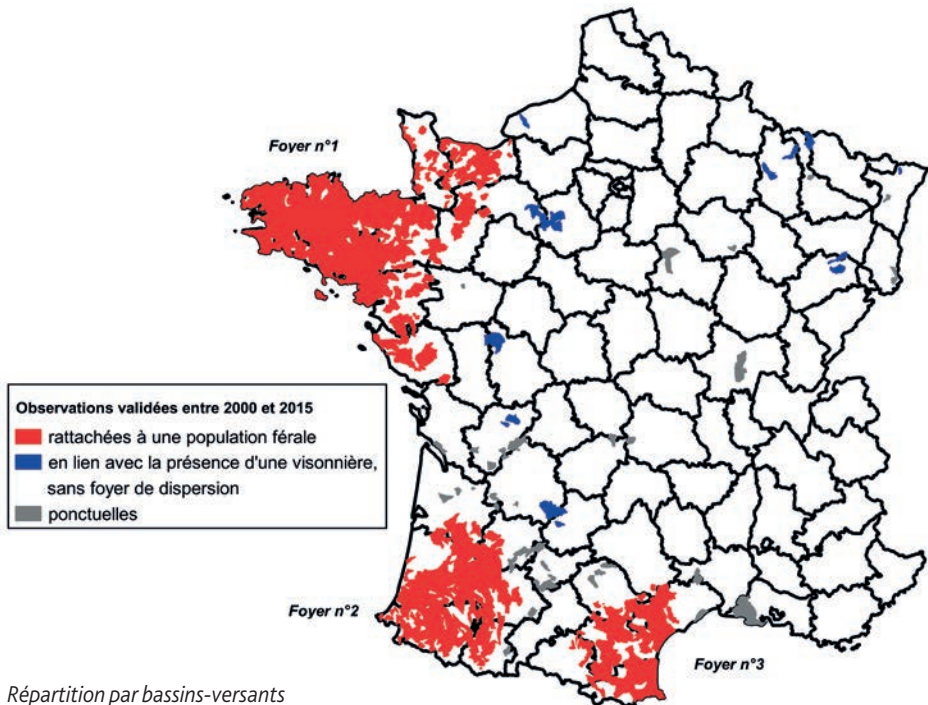 Foyer n°1
Observations validées entre 2000 et 2015
rattachées à une population férale
en lien avec la présence d'une visonnière,
sans foyer de dispersion
ponctuelles
Foyer n°2
Foyer n°3
Répartition par bassins-versants